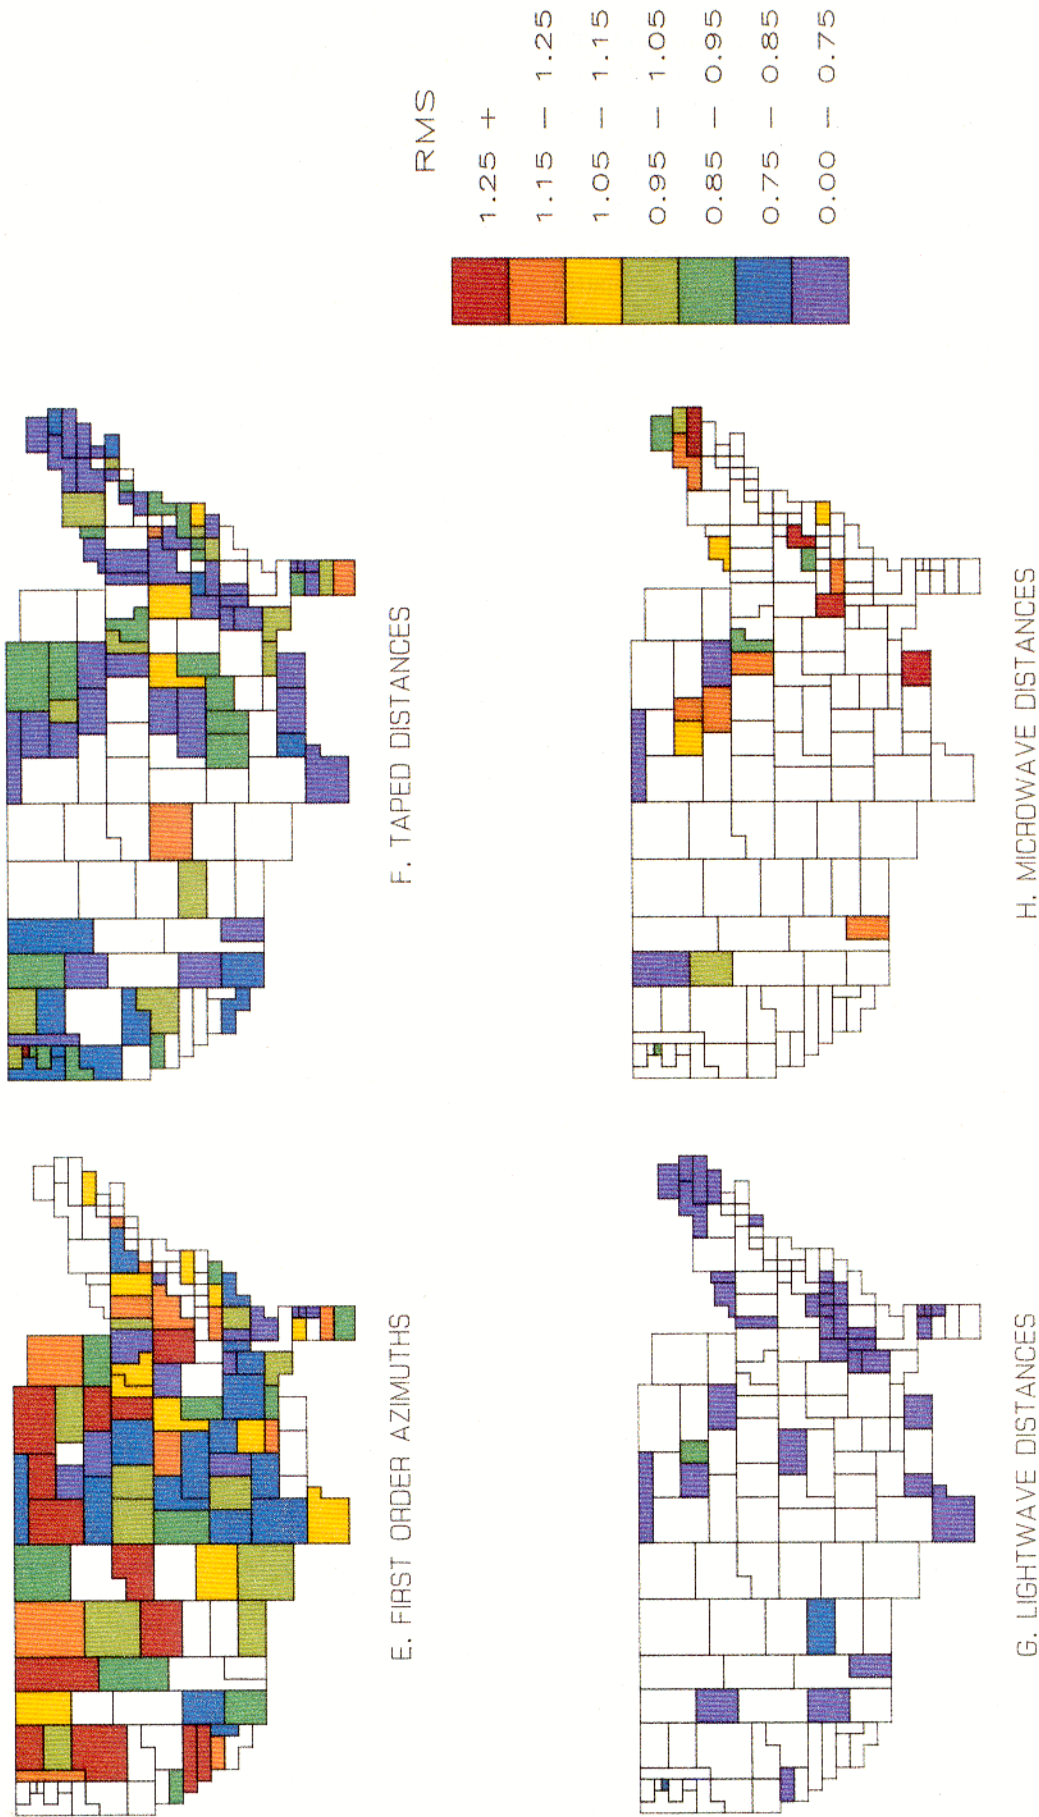 E. FIRST ORDER AZIMUTHS
F. TAPED DISTANCES
G. LIGHTWAVE DISTANCES
H. MICROWAVE DISTANCES
RMS
1.25 +
1.15 – 1.25
1.05 – 1.15
0.95 – 1.05
0.85 – 0.95
0.75 – 0.85
0.00 – 0.75